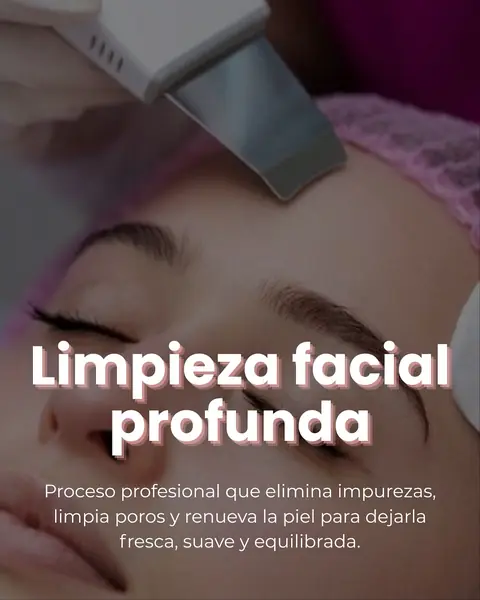 Limpieza facial
profunda
Proceso profesional que elimina impurezas,
limpia poros y renueva la piel para dejarla
fresca, suave y equilibrada.